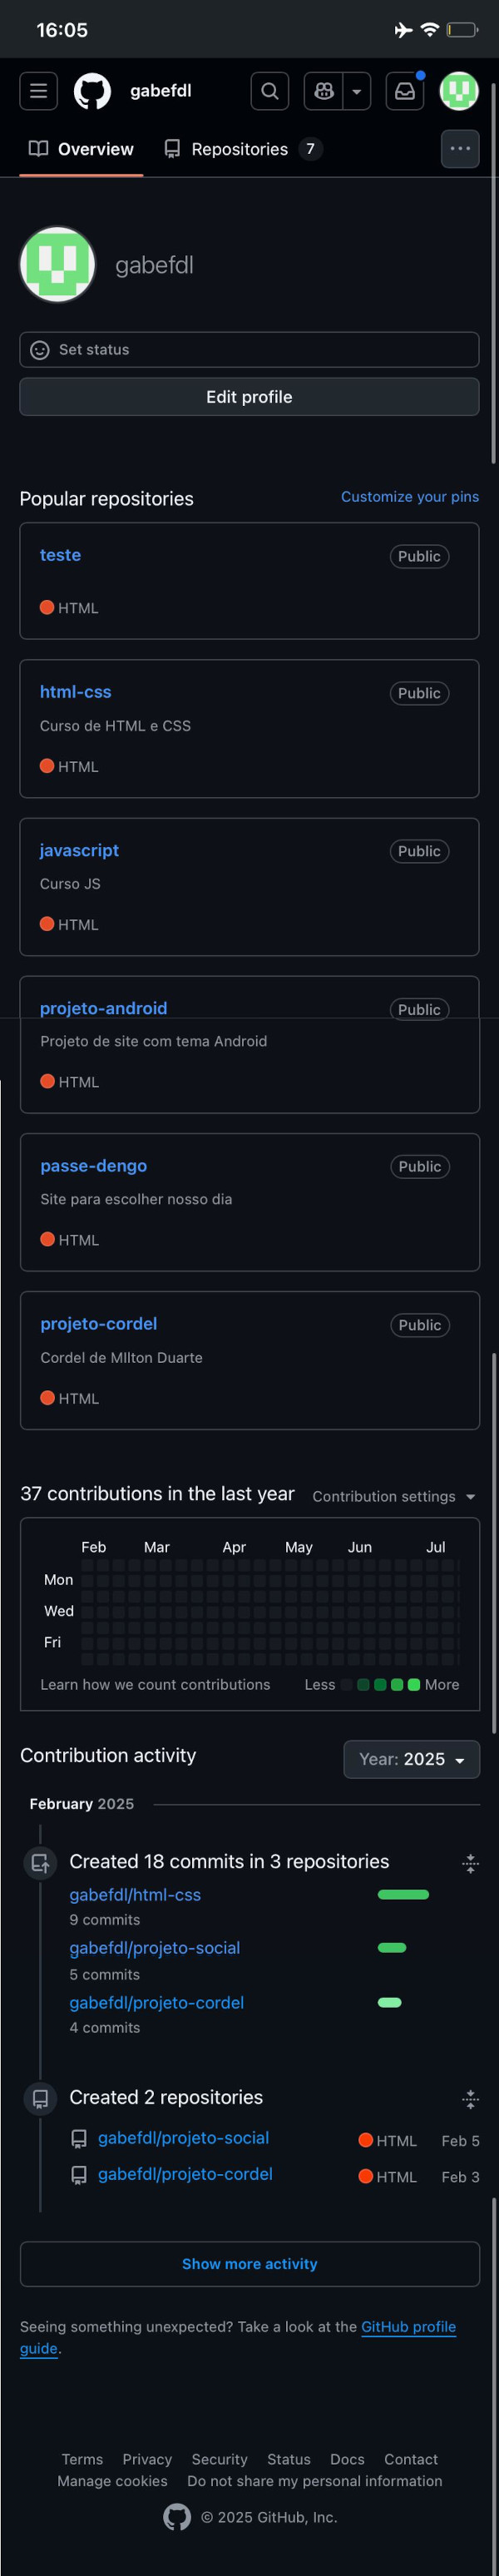 16:05
gabefdl
Overview Repositories 7
gabefdl
Set status
Edit profile
Popular repositories Customize your pins
teste Public
HTML
html-css Public
Curso de HTML e CSS
HTML
javascript Public
Curso JS
HTML
projeto-android Public
Projeto de site com tema Android
HTML
passe-dengo Public
Site para escolher nosso dia
HTML
projeto-cordel Public
Cordel de MIlton Duarte
HTML
37 contributions in the last year Contribution settings
Feb Mar Apr May Jun Jul
Mon
Wed
Fri
Learn how we count contributions Less More
Contribution activity Year: 2025
February 2025
Created 18 commits in 3 repositories
gabefdl/html-css
9 commits
gabefdl/projeto-social
5 commits
gabefdl/projeto-cordel
4 commits
Created 2 repositories
gabefdl/projeto-social HTML Feb 5
gabefdl/projeto-cordel HTML Feb 3
Show more activity
Seeing something unexpected? Take a look at the GitHub profile
guide.
Terms Privacy Security Status Docs Contact
Manage cookies Do not share my personal information
© 2025 GitHub, Inc.